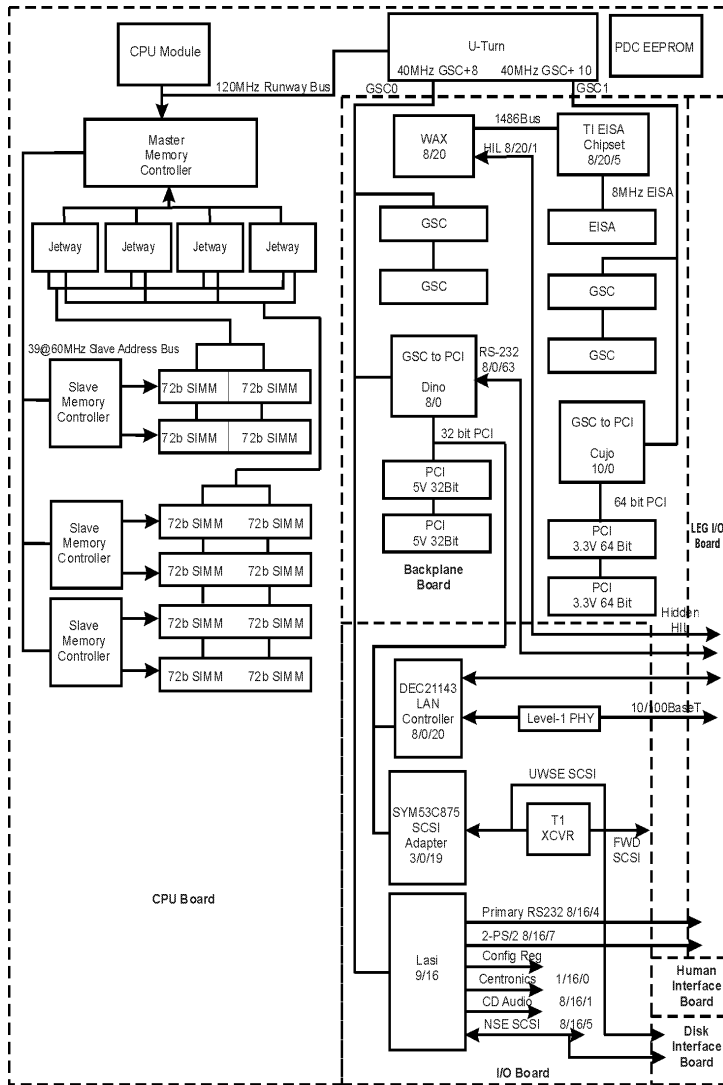 CPU Module
U-Turn
40MHz GSC+8
40MHz GSC+ 10
PDC EEPROM
120MHz Runway Bus
GSC0
GSC1
Master
Memory
Controller
WAX
8/20
1486Bus
HIL 8/20/1
TI EISA
Chipset
8/20/5
8MHz EISA
Jetway
Jetway
Jetway
Jetway
GSC
EISA
GSC
GSC
GSC
39@60MHz Slave Address Bus
Slave
Memory
Controller
72b SIMM
72b SIMM
72b SIMM
72b SIMM
GSC to PCI
Dino
8/0
RS-232
8/0/63
32 bit PCI
GSC to PCI
Cujo
10/0
PCI
5V 32Bit
PCI
5V 32Bit
64 bit PCI
PCI
3.3V 64 Bit
PCI
3.3V 64 Bit
LEG I/O
Board
Backplane
Board
Slave
Memory
Controller
72b SIMM
72b SIMM
72b SIMM
72b SIMM
Slave
Memory
Controller
72b SIMM
72b SIMM
72b SIMM
72b SIMM
Hidden
HIL
DEC21143
LAN
Controller
8/0/20
Level-1 PHY
10/100BaseT
UWSE SCSI
SYM53C875
SCSI
Adapter
3/0/19
T1
XCVR
FWD
SCSI
CPU Board
Lasi
9/16
Primary RS232 8/16/4
2-PS/2 8/16/7
Config Reg
Centronics 1/16/0
CD Audio 8/16/1
NSE SCSI 8/16/5
Human
Interface
Board
Disk
Interface
Board
I/O Board